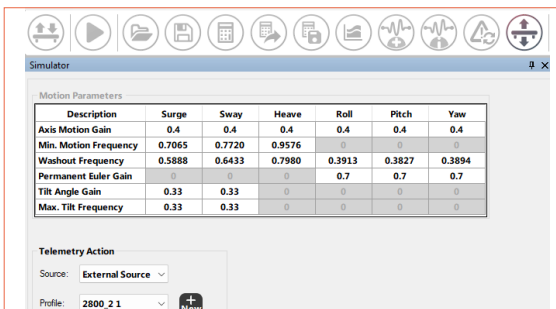 Simulator
Motion Parameters
Description Surge Sway Heave Roll Pitch Yaw
Axis Motion Gain 0.4 0.4 0.4 0.4 0.4 0.4
Min. Motion Frequency 0.7065 0.7720 0.9576 0 0 0
Washout Frequency 0.5888 0.6433 0.7980 0.3913 0.3827 0.3894
Permanent Euler Gain 0 0 0 0.7 0.7 0.7
Tilt Angle Gain 0.33 0.33 0 0 0 0
Max. Tilt Frequency 0.33 0.33 0 0 0 0
Telemetry Action
Source: External Source
Profile: 2800_2 1 New